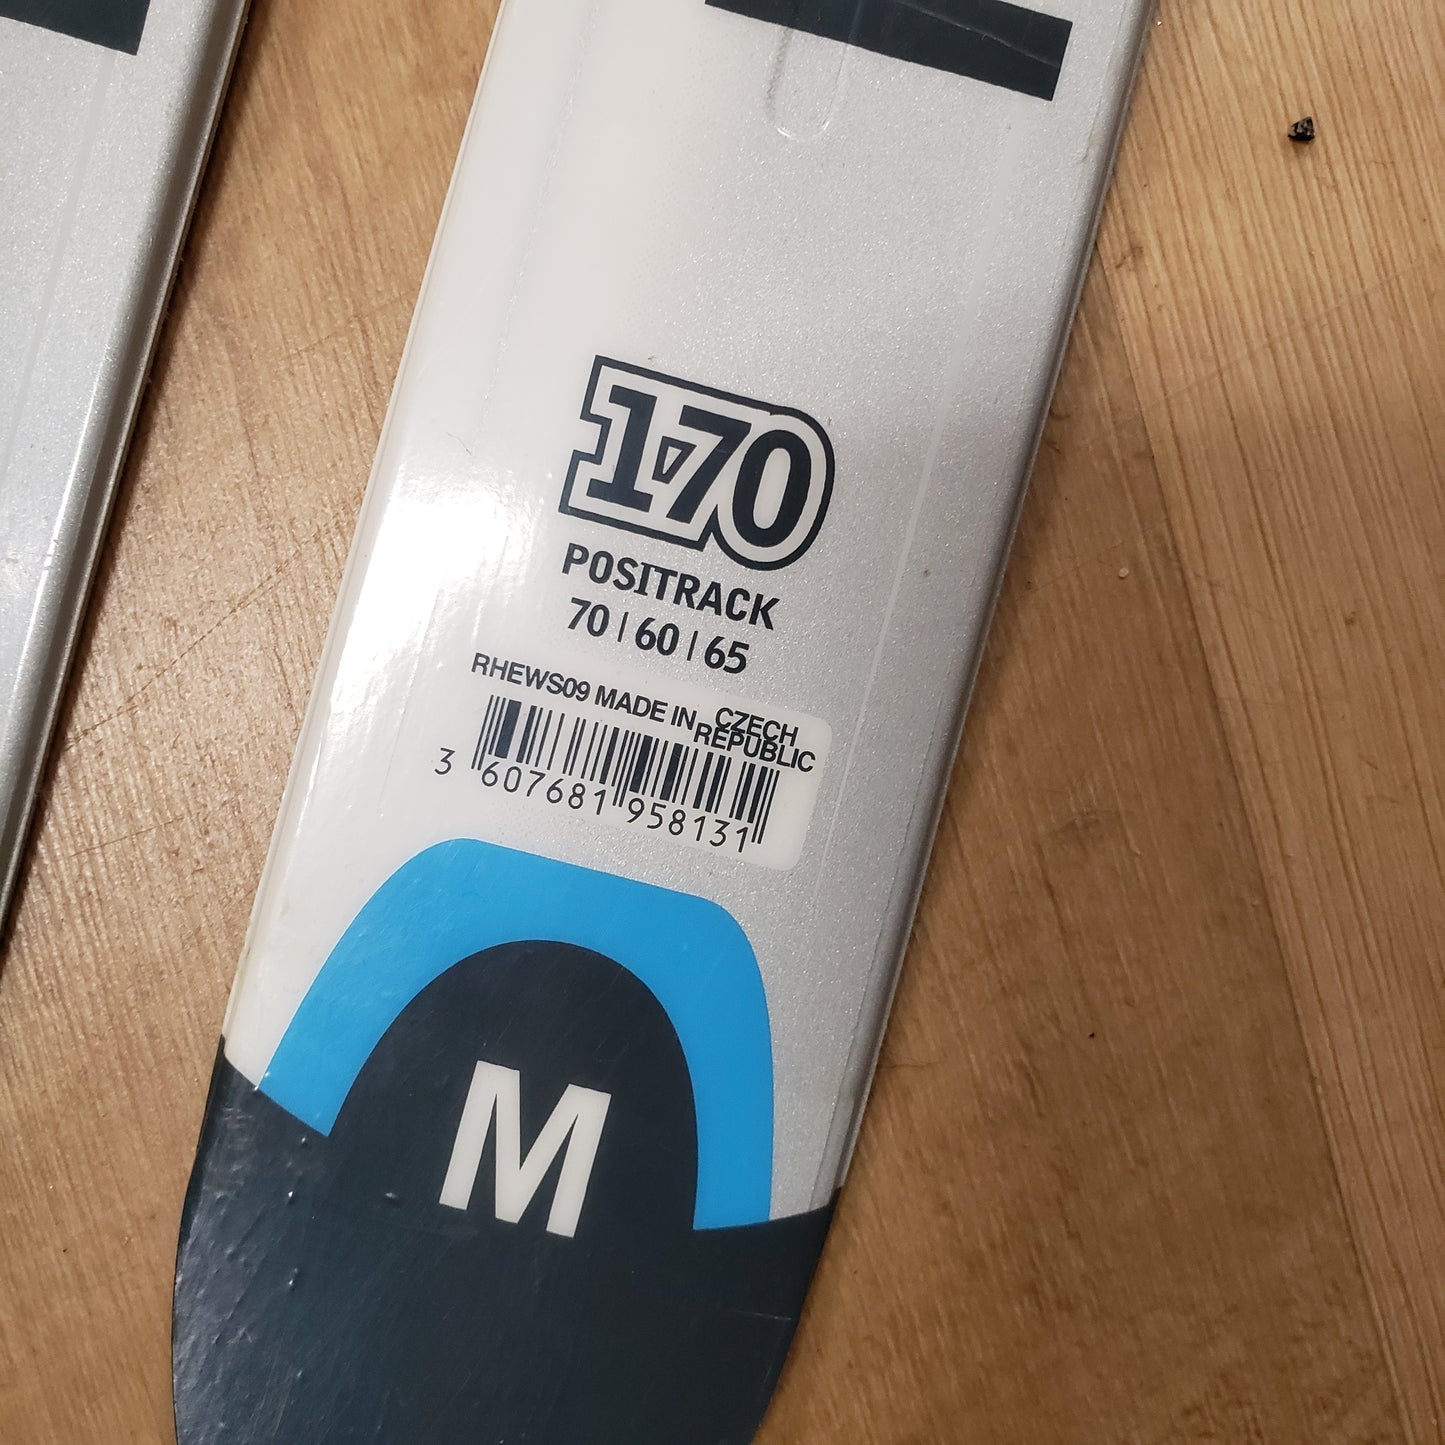 170
POSITRACK
70 | 60 | 65
RHEWS09 MADE IN CZECH REPUBLIC
3 607681 958131
M